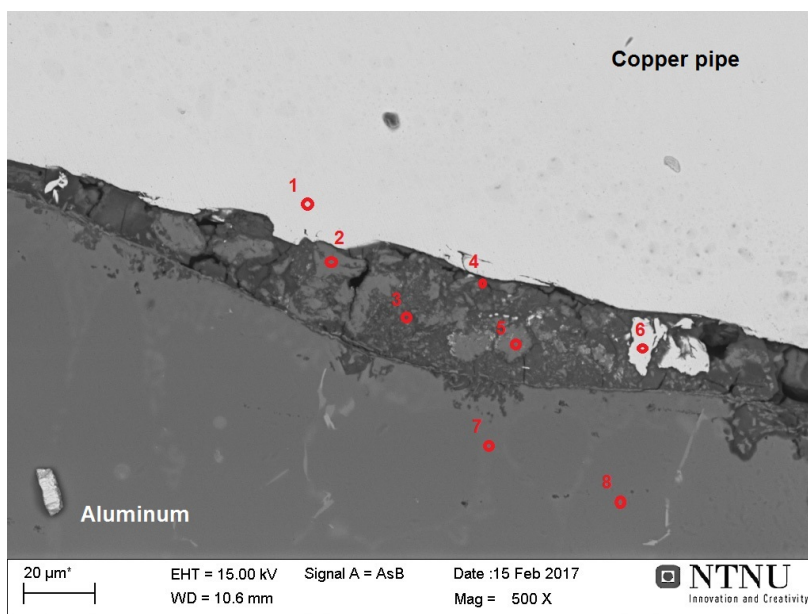 Copper pipe
1
2
4
3
5
6
7
8
Aluminum
20 µm*
EHT = 15.00 kV
Signal A = AsB
Date :15 Feb 2017
WD = 10.6 mm
Mag = 500 X
NTNU
Innovation and Creativity